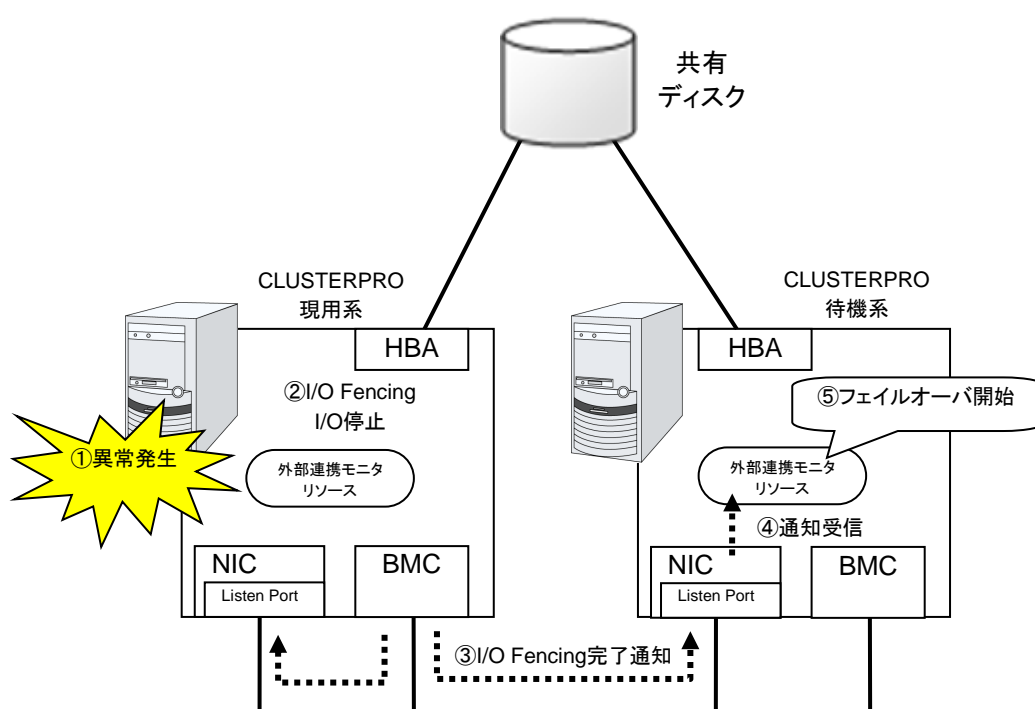 共有
ディスク
CLUSTERPRO
現用系
CLUSTERPRO
待機系
HBA
HBA
②I/O Fencing
I/O停止
⑤フェイルオーバ開始
①異常発生
外部連携モニタ
リソース
外部連携モニタ
リソース
④通知受信
NIC
Listen Port
BMC
NIC
Listen Port
BMC
③I/O Fencing完了通知